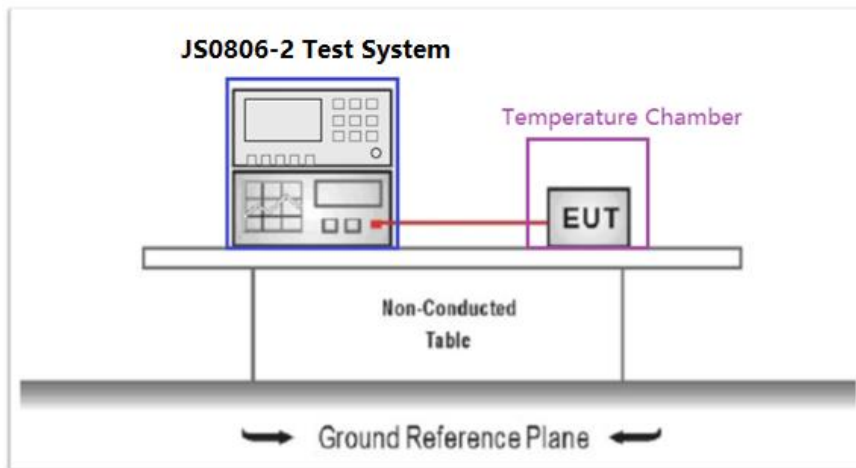 JS0806-2 Test System
Temperature Chamber
EUT
Non-Conducted
Table
Ground Reference Plane